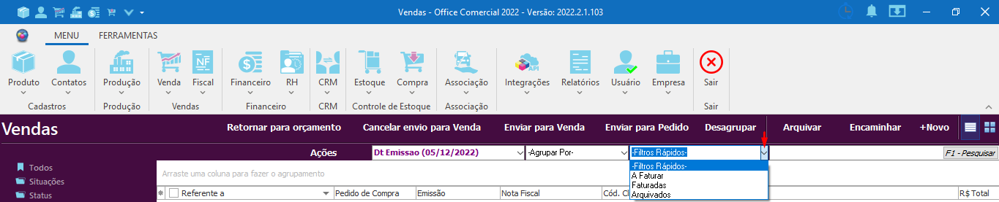 Vendas - Office Comercial 2022 - Versão: 2022.2.1.103
MENU FERRAMENTAS
NF API
Produto Contatos Produção Venda Fiscal Financeiro RH CRM Estoque Compra Associação Integrações Relatórios Usuário Empresa Sair
Cadastros Produção Vendas Financeiro CRM Controle de Estoque Associação Sair
Vendas Retornar para orçamento Cancelar envio para Venda Enviar para Venda Enviar para Pedido Desagrupar Arquivar Encaminhar +Novo
Ações Dt Emissao (05/12/2022) -Agrupar Por- -Filtros Rápidos- F1 - Pesquisar
Todos -Filtros Rápidos-
Arraste uma coluna para fazer o agrupamento A Faturar
Situações Faturadas
Status Referente a Pedido de Compra Emissão Nota Fiscal Cód. Cl Arquivados R$ Total